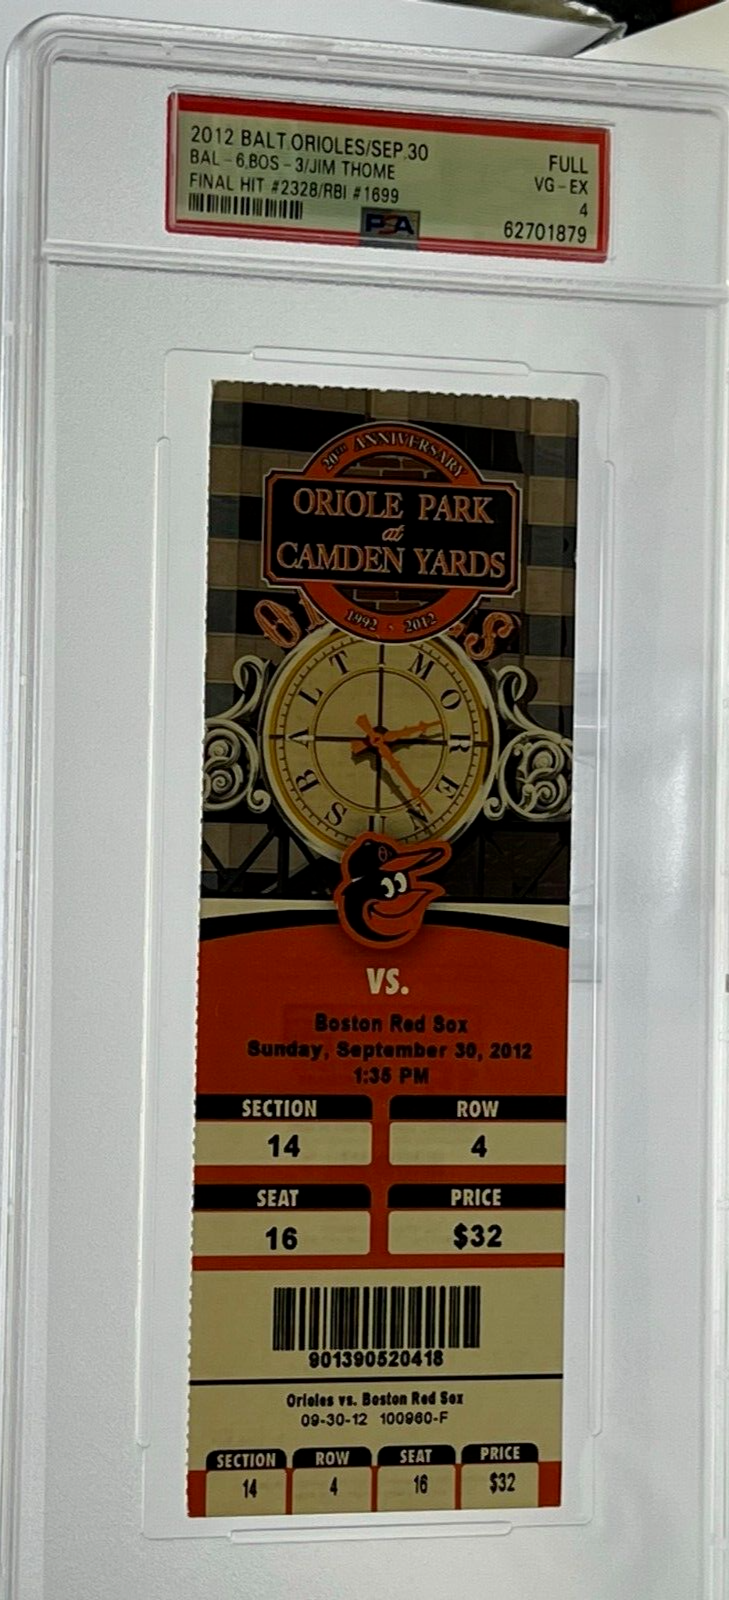 2012 BALT.ORIOLES/SEP.30
BAL - 6,BOS - 3/JIM THOME
FINAL HIT #2328/RBI #1699
FULL
VG - EX
4
62701879
PSA
20TH ANNIVERSARY
ORIOLE PARK
at
CAMDEN YARDS
1992 • 2012
BALTIMORE SUN
VS.
Boston Red Sox
Sunday, September 30, 2012
1:35 PM
SECTION ROW
14 4
SEAT PRICE
16 $32
901390520418
Orioles vs. Boston Red Sox
09-30-12 100960-F
SECTION ROW SEAT PRICE
14 4 16 $32